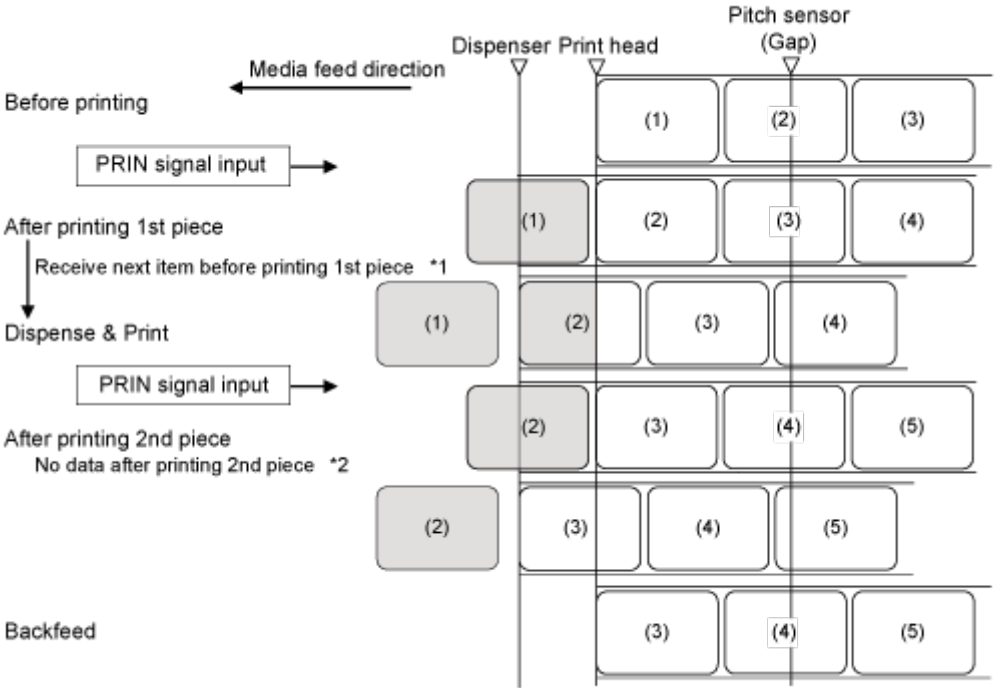 Pitch sensor
(Gap)
Dispenser Print head
Media feed direction
Before printing
(1) (2) (3)
PRIN signal input
After printing 1st piece
(1) (2) (3) (4)
Receive next item before printing 1st piece *1
Dispense & Print
(1) (2) (3) (4)
PRIN signal input
After printing 2nd piece
(2) (3) (4) (5)
No data after printing 2nd piece *2
(2) (3) (4) (5)
Backfeed
(3) (4) (5)